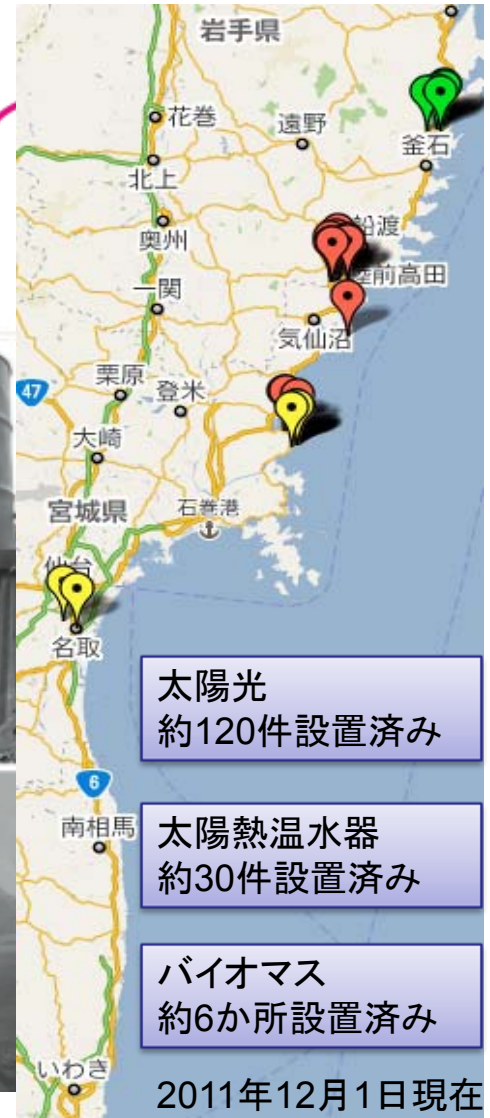 岩手県
花巻
遠野
釜石
北上
奥州
船渡
陸前高田
一関
気仙沼
栗原
登米
47
大崎
宮城県
石巻港
仙台
名取
太陽光
約120件設置済み
6
南相馬
太陽熱温水器
約30件設置済み
バイオマス
約6か所設置済み
いわき
2011年12月1日現在